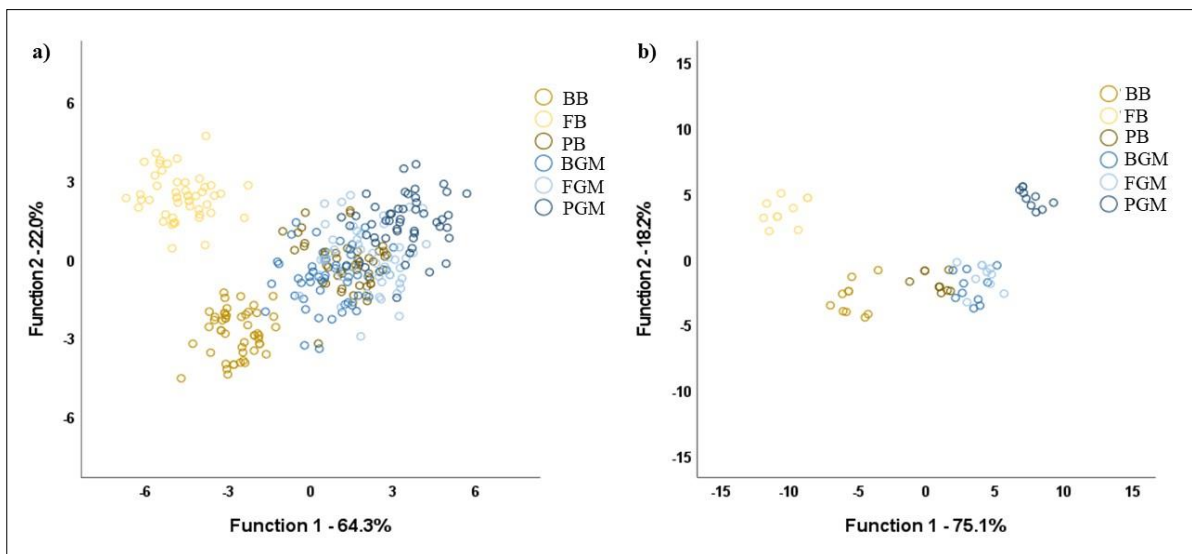 a)
6
3
0
-3
-6
Function 2 - 22.0%
-6 -3 0 3 6
Function 1 - 64.3%
BB
FB
PB
BGM
FGM
PGM
b)
15
10
5
0
-5
-10
-15
Function 2 - 18.2%
-15 -10 -5 0 5 10 15
Function 1 - 75.1%
BB
FB
PB
BGM
FGM
PGM